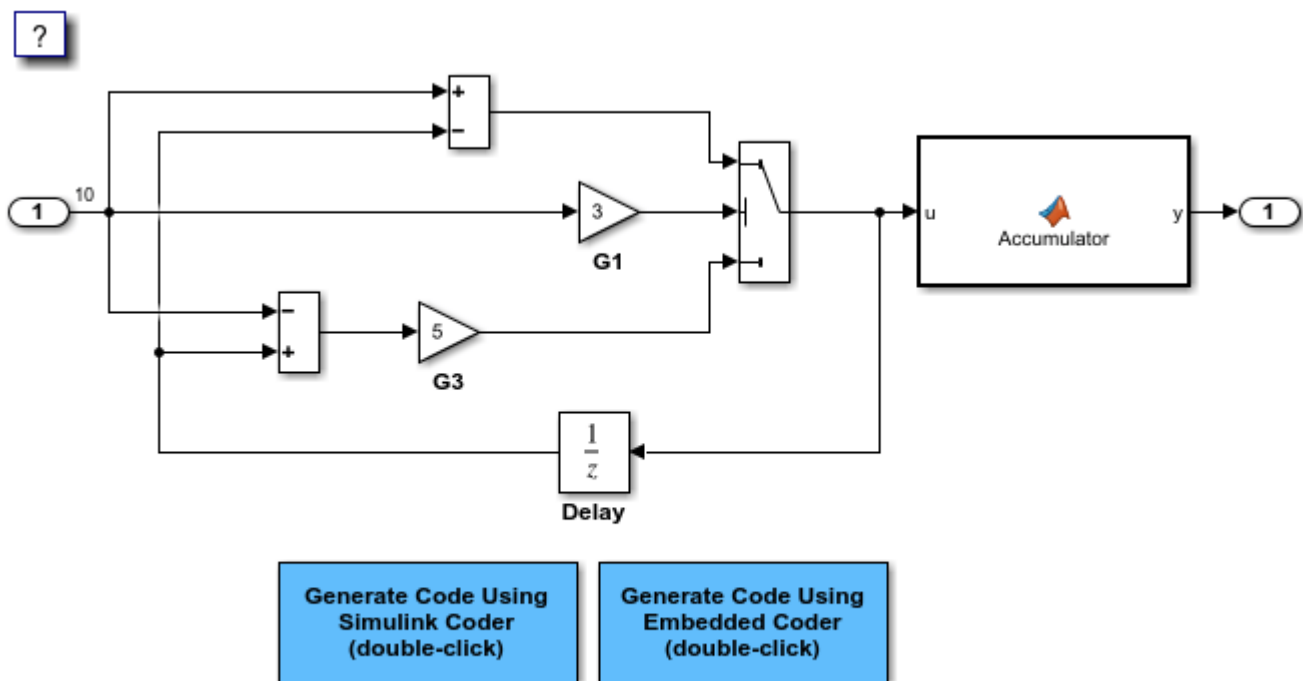 ?
+
−
10
1
3
G1
u
Accumulator
y
1
−
+
5
G3
1
z
Delay
Generate Code Using
Simulink Coder
(double-click)
Generate Code Using
Embedded Coder
(double-click)